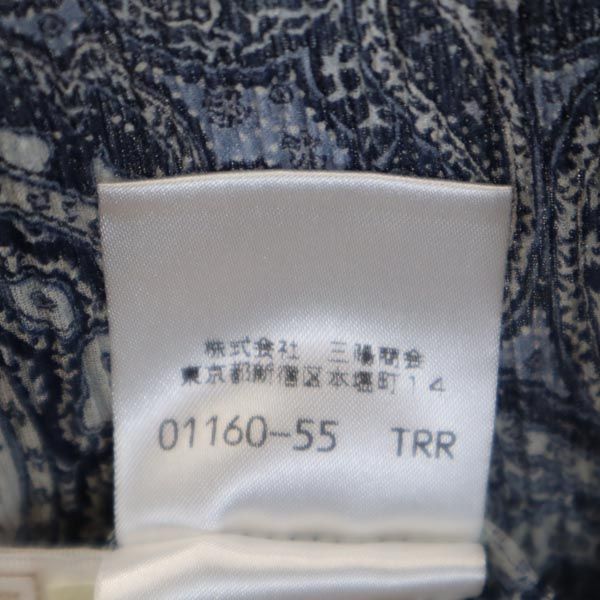 株式会社 三陽商会
東京都新宿区本塩町14
01160-55 TRR